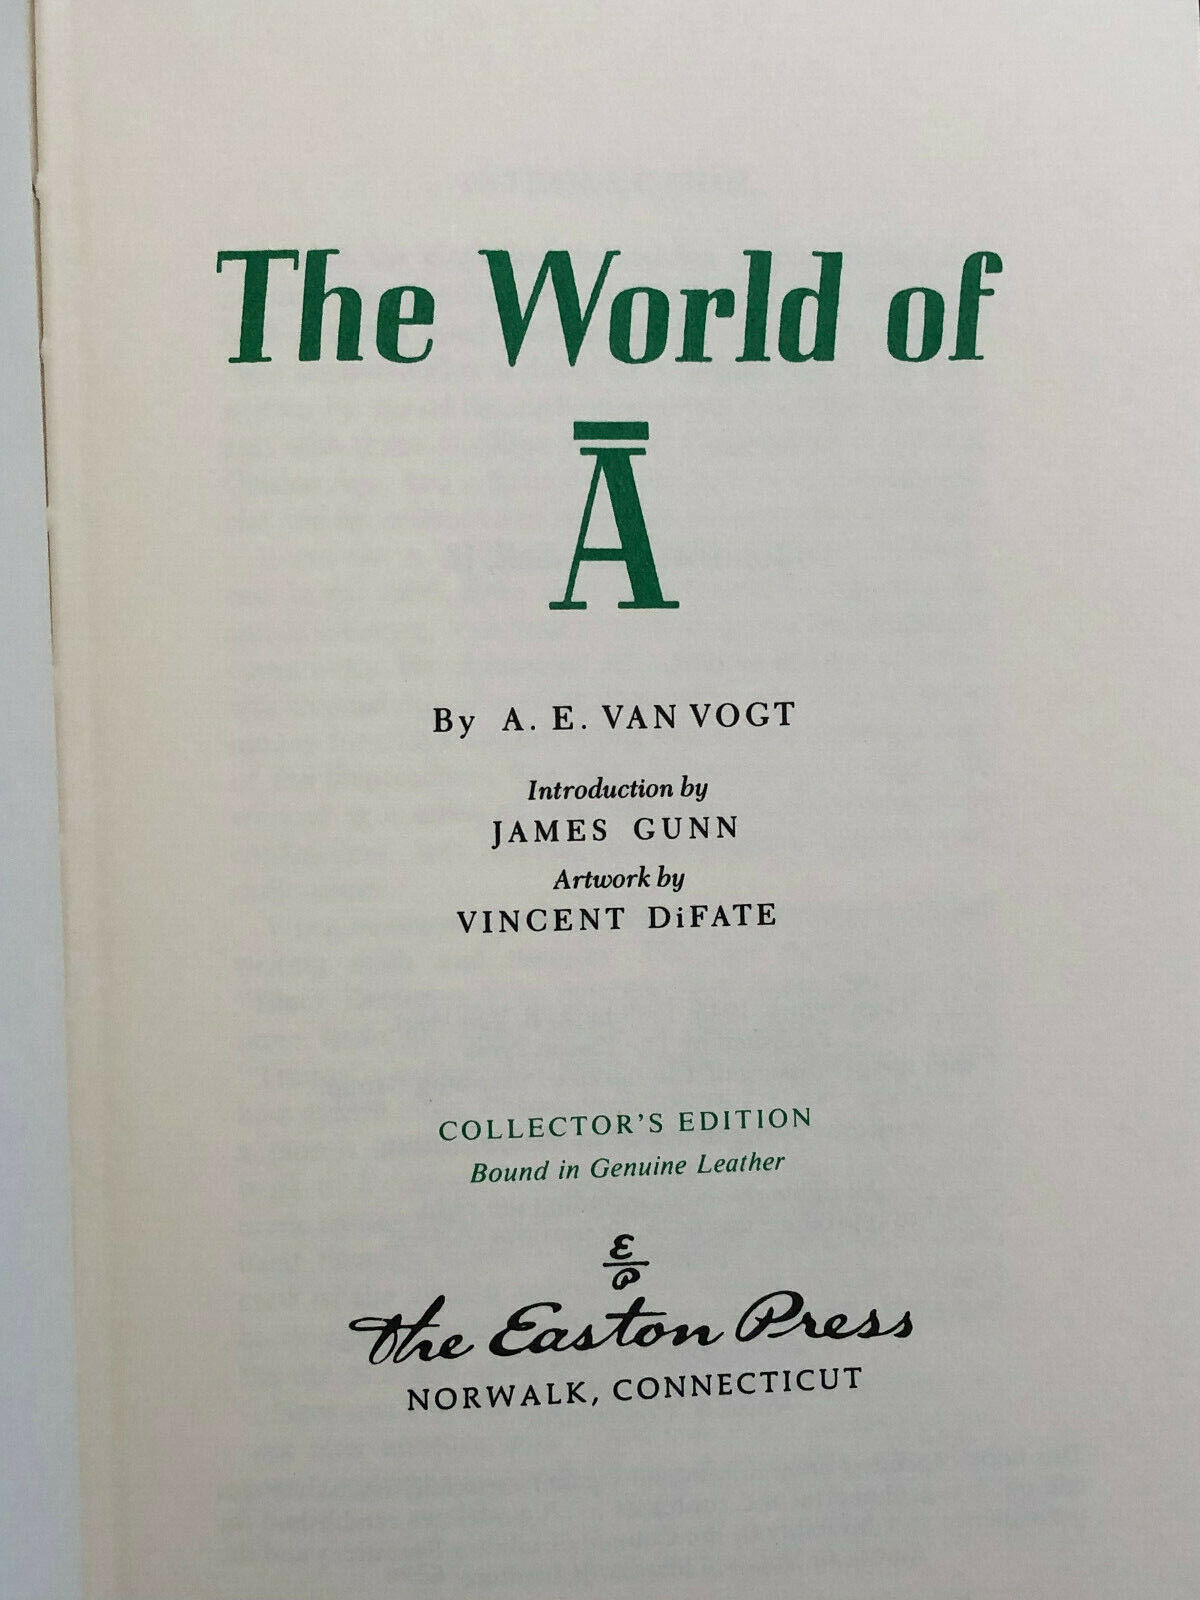 The World of
Ā
By A. E. VAN VOGT
Introduction by
JAMES GUNN
Artwork by
VINCENT DiFATE
COLLECTOR'S EDITION
Bound in Genuine Leather
E
P
The Easton Press
NORWALK, CONNECTICUT